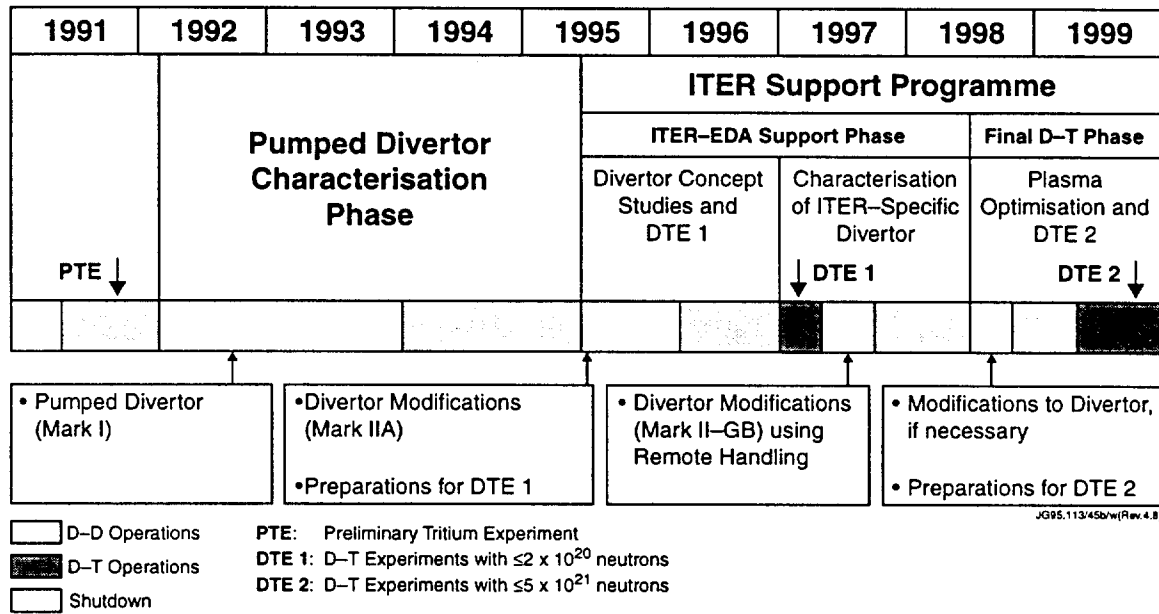 1991 1992 1993 1994 1995 1996 1997 1998 1999
ITER Support Programme
Pumped Divertor
Characterisation
Phase
ITER–EDA Support Phase
Final D–T Phase
Divertor Concept
Studies and
DTE 1
Characterisation
of ITER–Specific
Divertor
Plasma
Optimisation and
DTE 2
PTE
DTE 1
DTE 2
• Pumped Divertor
(Mark I)
•Divertor Modifications
(Mark IIA)
•Preparations for DTE 1
• Divertor Modifications
(Mark II–GB) using
Remote Handling
• Modifications to Divertor,
if necessary
• Preparations for DTE 2
JG95.113/45b/w(Rev.4.8
D–D Operations
D–T Operations
Shutdown
PTE: Preliminary Tritium Experiment
DTE 1: D–T Experiments with ≤2 x 10²⁰ neutrons
DTE 2: D–T Experiments with ≤5 x 10²¹ neutrons